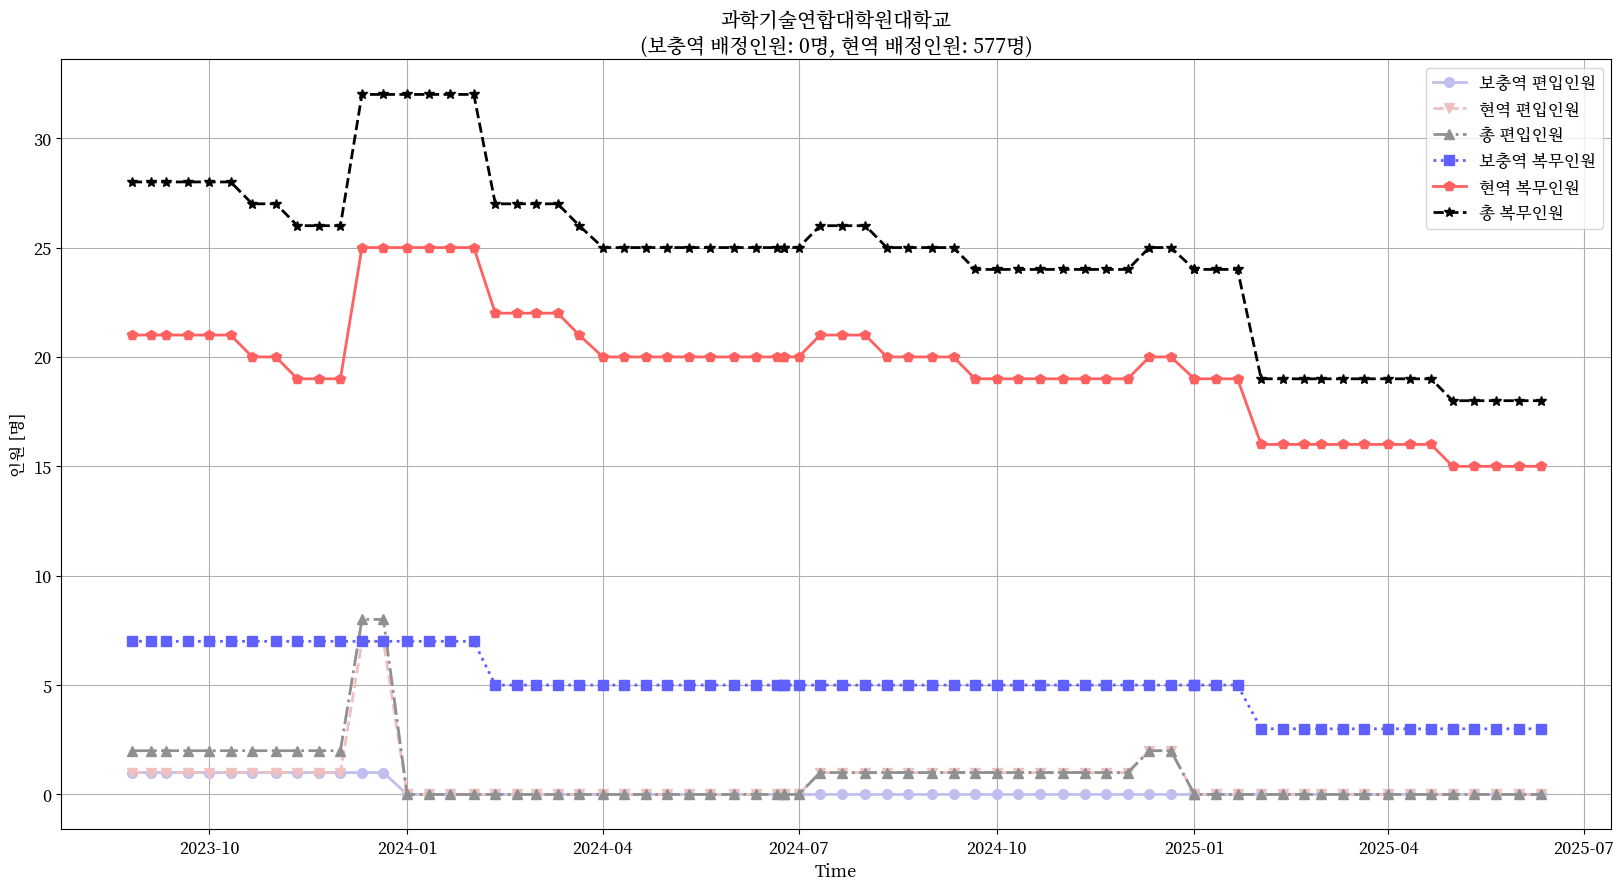 과학기술연합대학원대학교
(보충역 배정인원: 0명, 현역 배정인원: 577명)
보충역 편입인원
현역 편입인원
총 편입인원
보충역 복무인원
현역 복무인원
총 복무인원
인원 [명]
30
25
20
15
10
5
0
2023-10
2024-01
2024-04
2024-07
2024-10
2025-01
2025-04
2025-07
Time